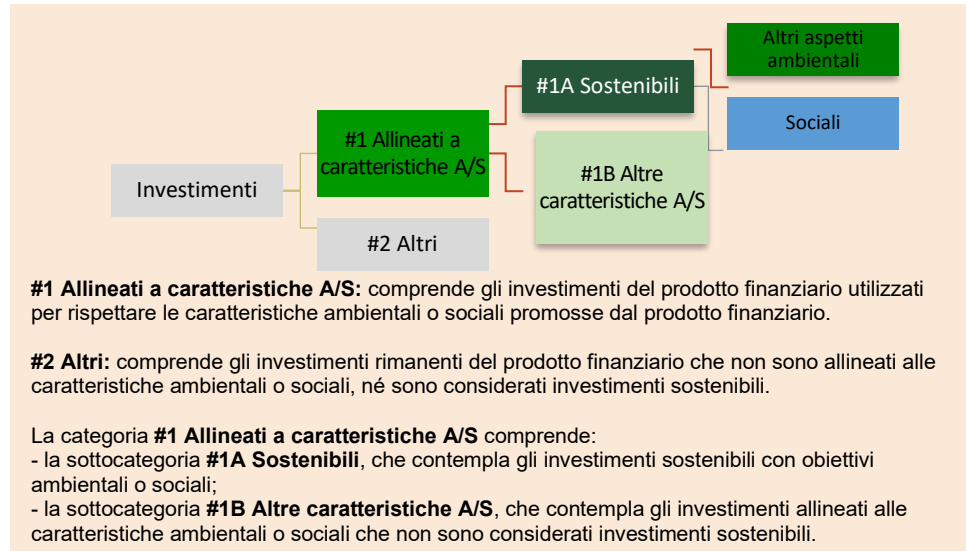 Altri aspetti
ambientali
#1A Sostenibili
Sociali
#1 Allineati a
caratteristiche A/S
#1B Altre
caratteristiche A/S
Investimenti
#2 Altri
#1 Allineati a caratteristiche A/S: comprende gli investimenti del prodotto finanziario utilizzati
per rispettare le caratteristiche ambientali o sociali promosse dal prodotto finanziario.
#2 Altri: comprende gli investimenti rimanenti del prodotto finanziario che non sono allineati alle
caratteristiche ambientali o sociali, né sono considerati investimenti sostenibili.
La categoria #1 Allineati a caratteristiche A/S comprende:
- la sottocategoria #1A Sostenibili, che contempla gli investimenti sostenibili con obiettivi
ambientali o sociali;
- la sottocategoria #1B Altre caratteristiche A/S, che contempla gli investimenti allineati alle
caratteristiche ambientali o sociali che non sono considerati investimenti sostenibili.